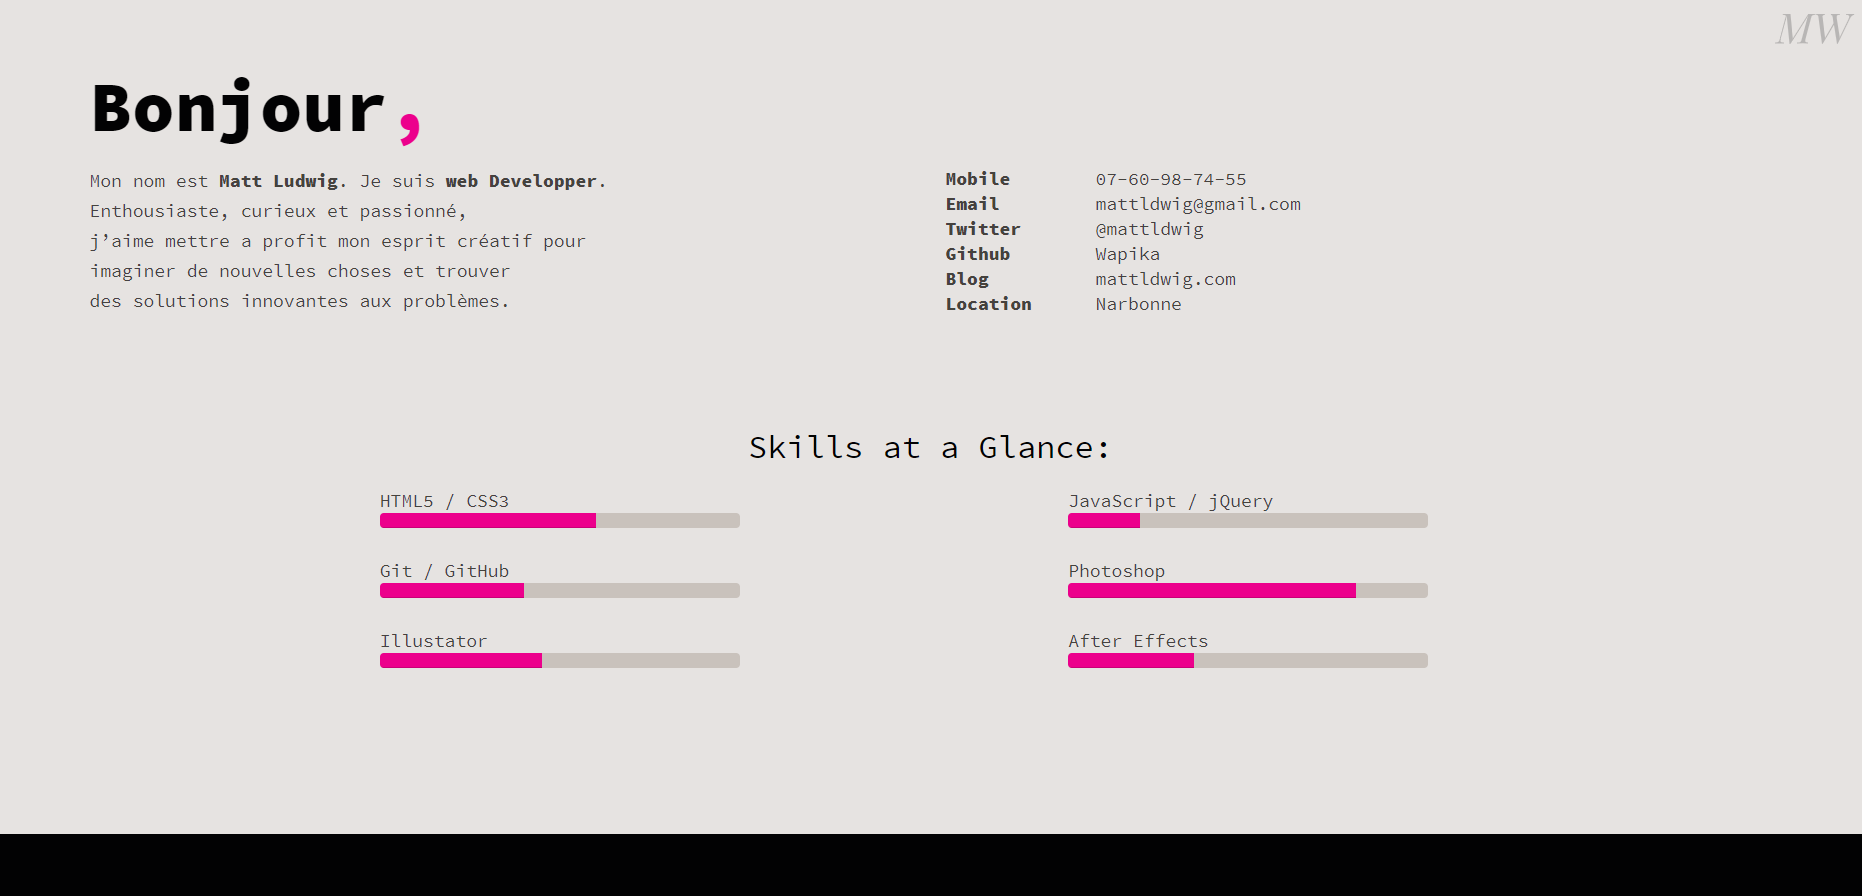 MW
Bonjour,
Mon nom est Matt Ludwig. Je suis web Developper.
Enthousiaste, curieux et passionné,
j’aime mettre a profit mon esprit créatif pour
imaginer de nouvelles choses et trouver
des solutions innovantes aux problèmes.
Mobile 07-60-98-74-55
Email mattldwig@gmail.com
Twitter @mattldwig
Github Wapika
Blog mattldwig.com
Location Narbonne
Skills at a Glance:
HTML5 / CSS3
JavaScript / jQuery
Git / GitHub
Photoshop
Illustator
After Effects